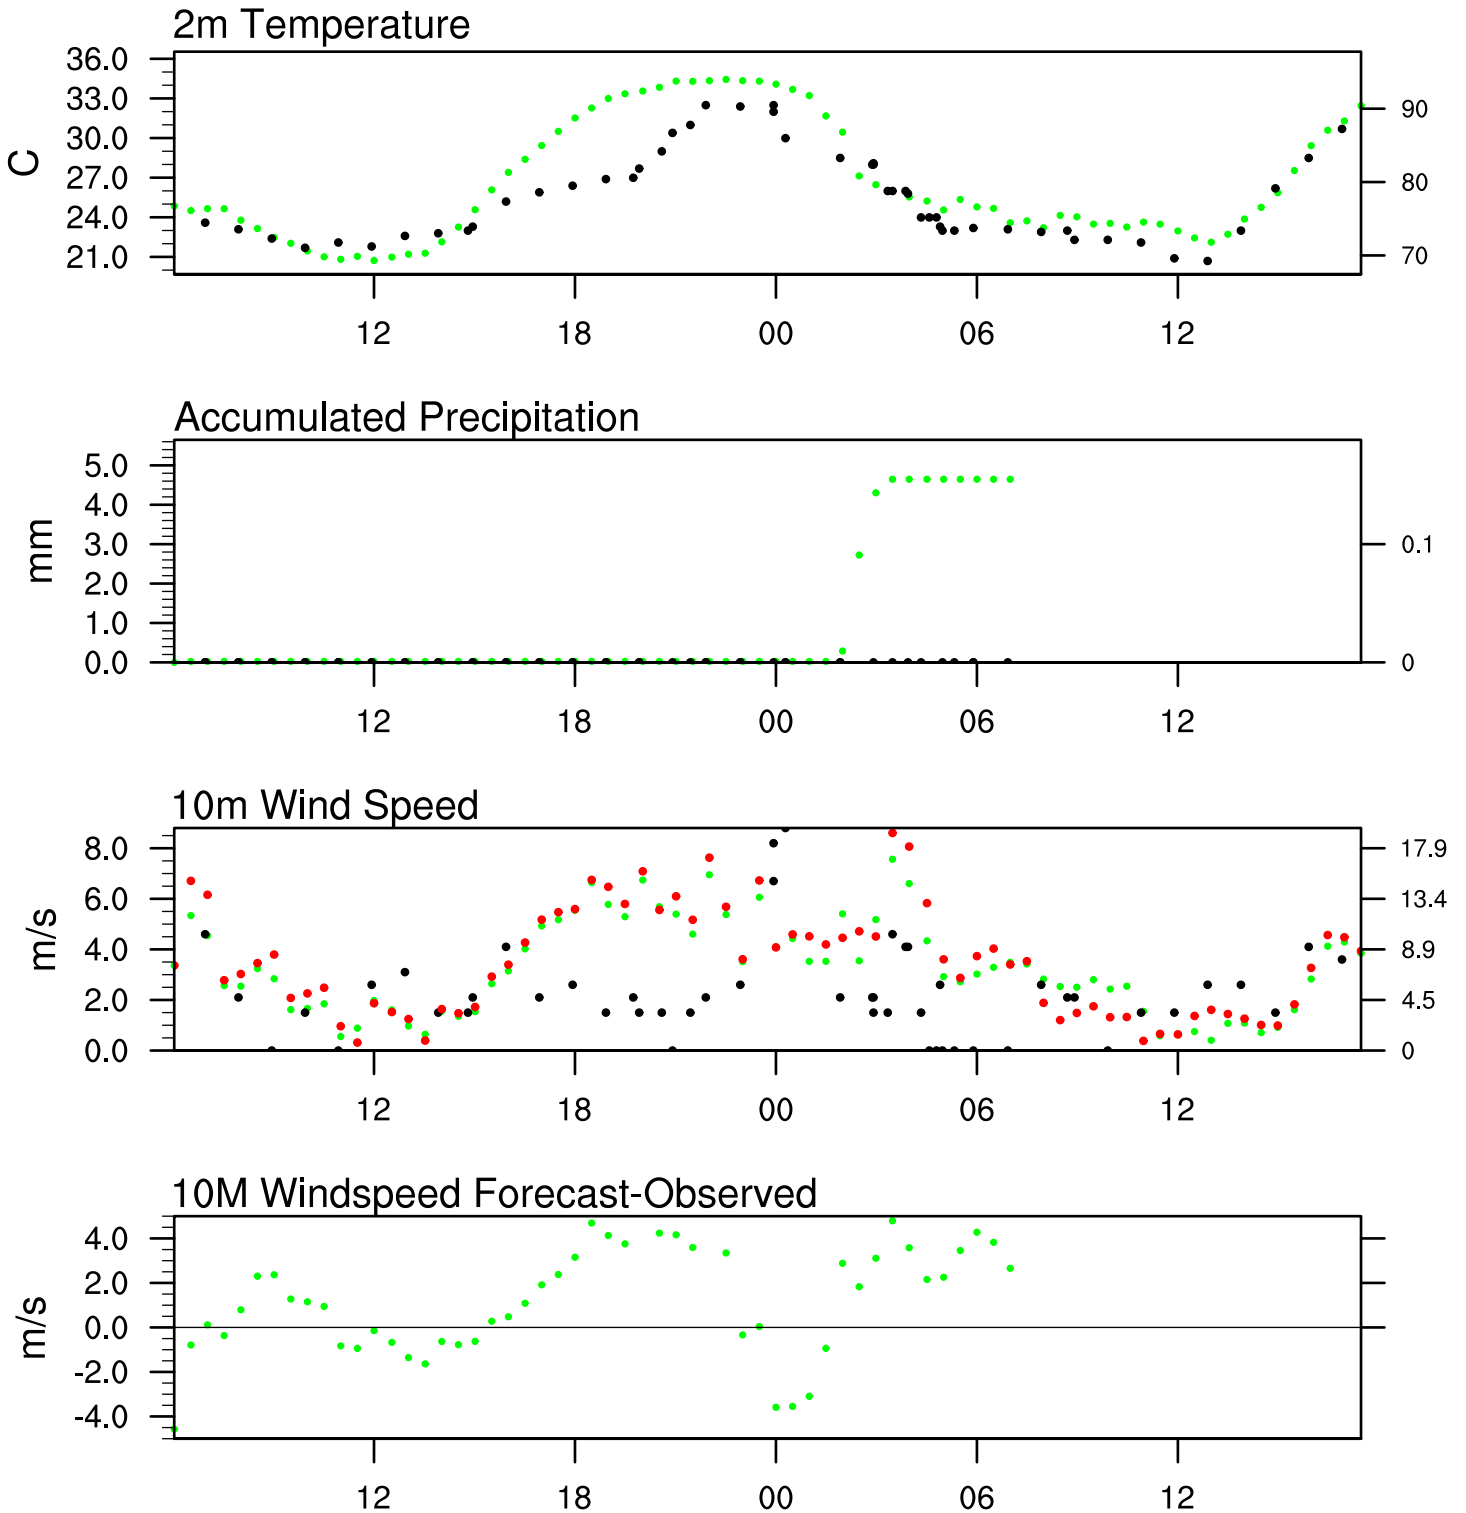 2m Temperature
36.0
33.0
30.0
27.0
24.0
21.0
C
90
80
70
12 18 00 06 12
Accumulated Precipitation
5.0
4.0
3.0
2.0
1.0
0.0
mm
0.1
0
12 18 00 06 12
10m Wind Speed
8.0
6.0
4.0
2.0
0.0
m/s
17.9
13.4
8.9
4.5
0
12 18 00 06 12
10M Windspeed Forecast-Observed
4.0
2.0
0.0
-2.0
-4.0
m/s
12 18 00 06 12